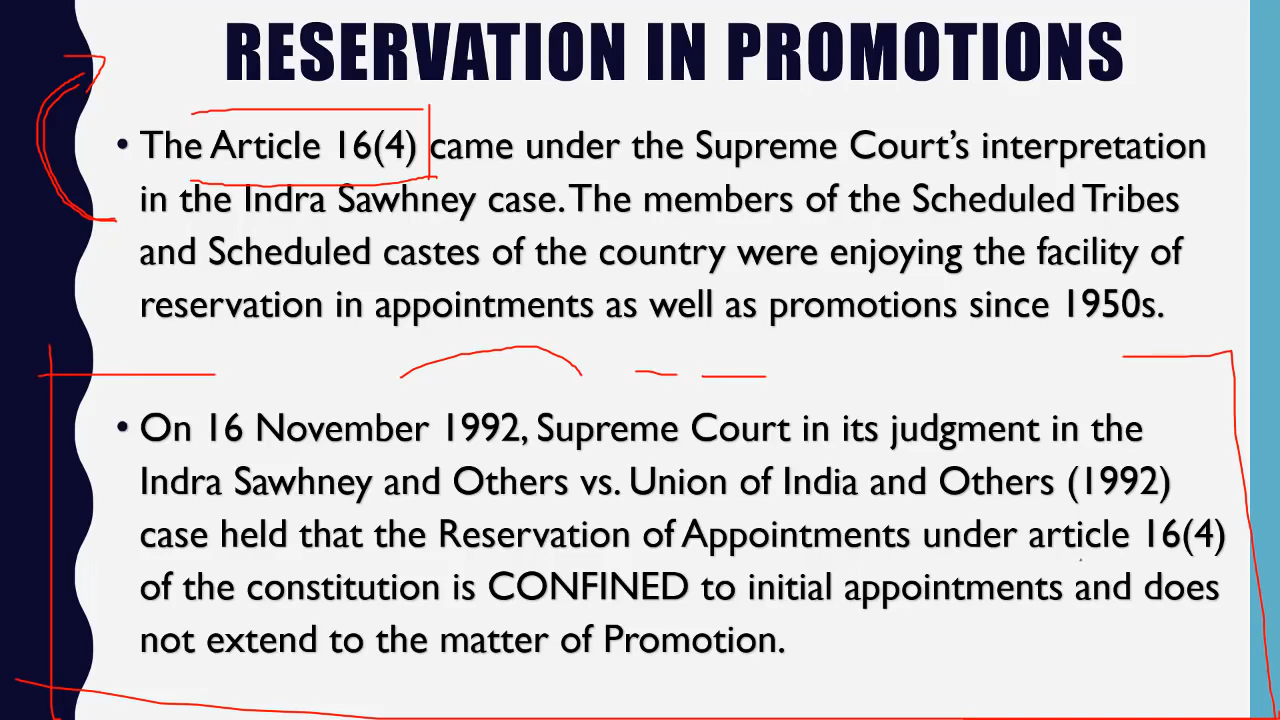 RESERVATION IN PROMOTIONS
• The Article 16(4) came under the Supreme Court’s interpretation
in the Indra Sawhney case. The members of the Scheduled Tribes
and Scheduled castes of the country were enjoying the facility of
reservation in appointments as well as promotions since 1950s.
• On 16 November 1992, Supreme Court in its judgment in the
Indra Sawhney and Others vs. Union of India and Others (1992)
case held that the Reservation of Appointments under article 16(4)
of the constitution is CONFINED to initial appointments and does
not extend to the matter of Promotion.